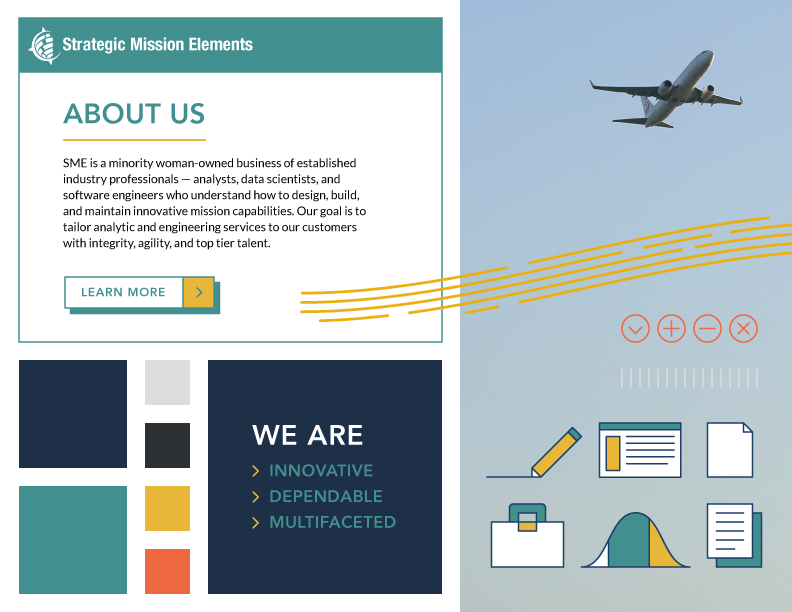 Strategic Mission Elements
ABOUT US
SME is a minority woman-owned business of established
industry professionals — analysts, data scientists, and
software engineers who understand how to design, build,
and maintain innovative mission capabilities. Our goal is to
tailor analytic and engineering services to our customers
with integrity, agility, and top tier talent.
LEARN MORE
WE ARE
INNOVATIVE
DEPENDABLE
MULTIFACETED